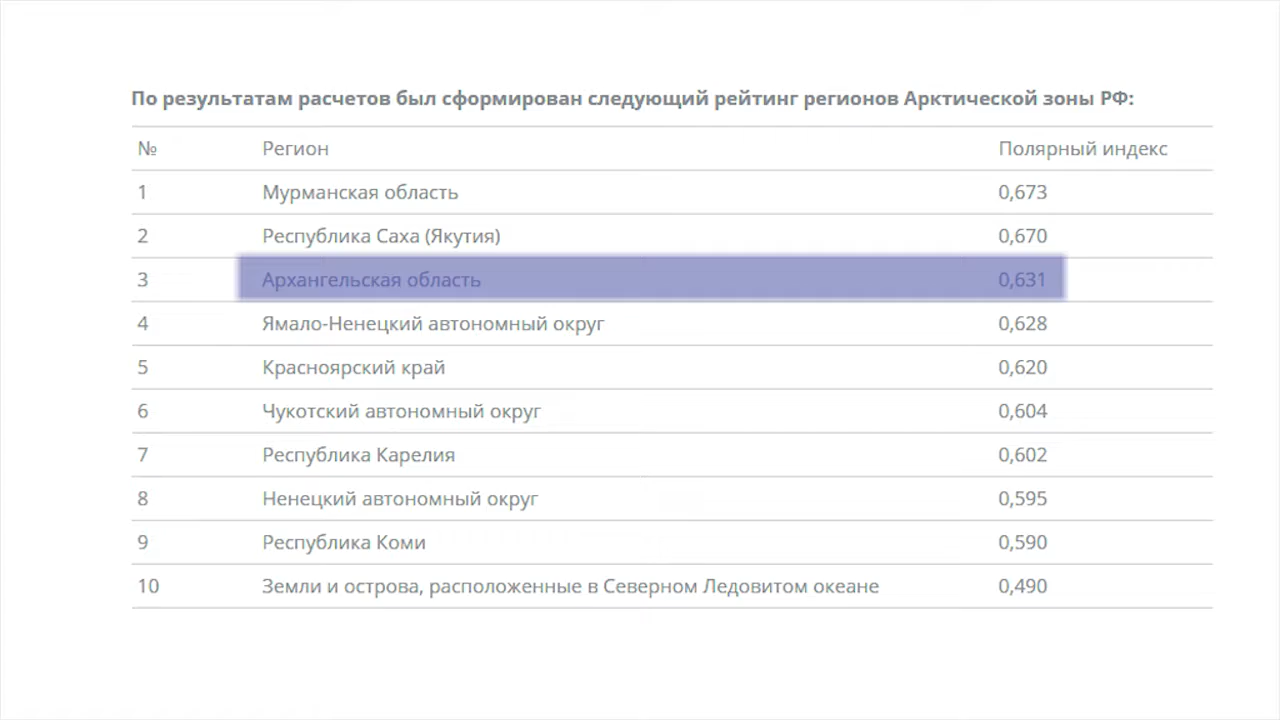 По результатам расчетов был сформирован следующий рейтинг регионов Арктической зоны РФ:
№ Регион Полярный индекс
1 Мурманская область 0,673
2 Республика Саха (Якутия) 0,670
3 Архангельская область 0,631
4 Ямало-Ненецкий автономный округ 0,628
5 Красноярский край 0,620
6 Чукотский автономный округ 0,604
7 Республика Карелия 0,602
8 Ненецкий автономный округ 0,595
9 Республика Коми 0,590
10 Земли и острова, расположенные в Северном Ледовитом океане 0,490